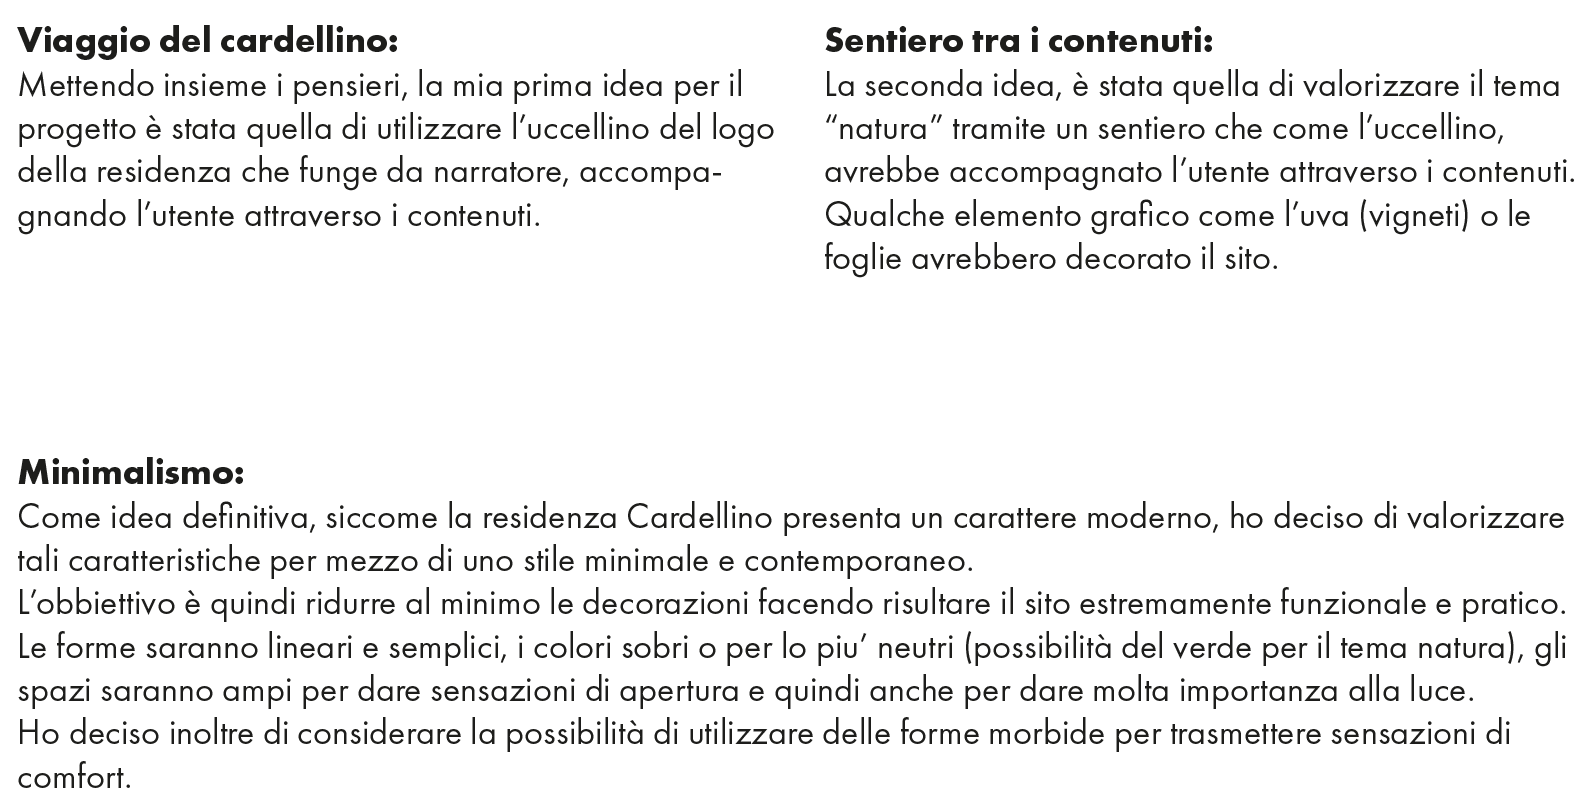 Viaggio del cardellino:
Mettendo insieme i pensieri, la mia prima idea per il
progetto è stata quella di utilizzare l’uccellino del logo
della residenza che funge da narratore, accompa-
gnando l’utente attraverso i contenuti.
Sentiero tra i contenuti:
La seconda idea, è stata quella di valorizzare il tema
“natura” tramite un sentiero che come l’uccellino,
avrebbe accompagnato l’utente attraverso i contenuti.
Qualche elemento grafico come l’uva (vigneti) o le
foglie avrebbero decorato il sito.
Minimalismo:
Come idea definitiva, siccome la residenza Cardellino presenta un carattere moderno, ho deciso di valorizzare
tali caratteristiche per mezzo di uno stile minimale e contemporaneo.
L’obbiettivo è quindi ridurre al minimo le decorazioni facendo risultare il sito estremamente funzionale e pratico.
Le forme saranno lineari e semplici, i colori sobri o per lo piu’ neutri (possibilità del verde per il tema natura), gli
spazi saranno ampi per dare sensazioni di apertura e quindi anche per dare molta importanza alla luce.
Ho deciso inoltre di considerare la possibilità di utilizzare delle forme morbide per trasmettere sensazioni di
comfort.